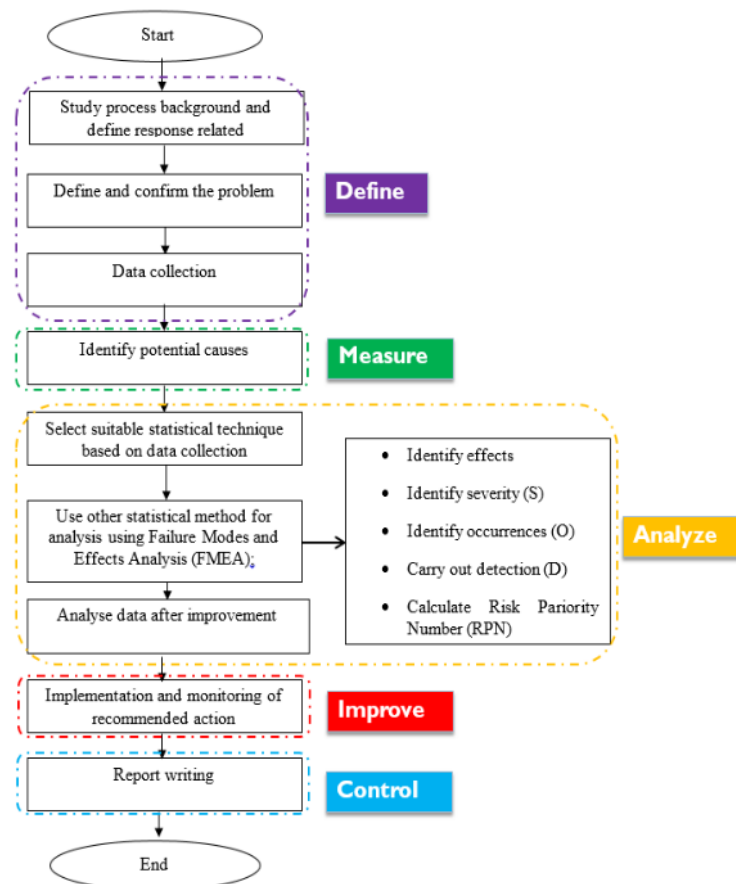 Start
Study process background and
define response related
Define and confirm the problem
Define
Data collection
Identify potential causes
Measure
Select suitable statistical technique
based on data collection
Use other statistical method for
analysis using Failure Modes and
Effects Analysis (FMEA);
• Identify effects
• Identify severity (S)
• Identify occurrences (O)
• Carry out detection (D)
• Calculate Risk Pariority
Number (RPN)
Analyze
Analyse data after improvement
Implementation and monitoring of
recommended action
Improve
Report writing
Control
End